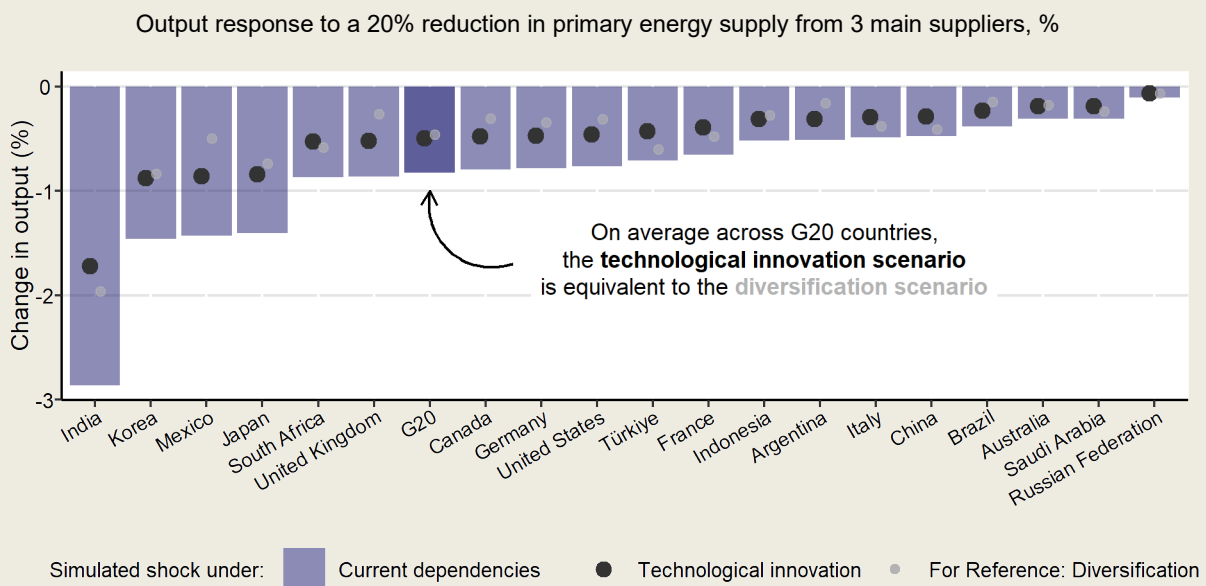 Output response to a 20% reduction in primary energy supply from 3 main suppliers, %
Change in output (%)
0
-1
-2
-3
On average across G20 countries,
the technological innovation scenario
is equivalent to the diversification scenario
India
Korea
Mexico
Japan
South Africa
United Kingdom
G20
Canada
Germany
United States
Türkiye
France
Indonesia
Argentina
Italy
China
Brazil
Australia
Saudi Arabia
Russian Federation
Simulated shock under: Current dependencies Technological innovation For Reference: Diversification